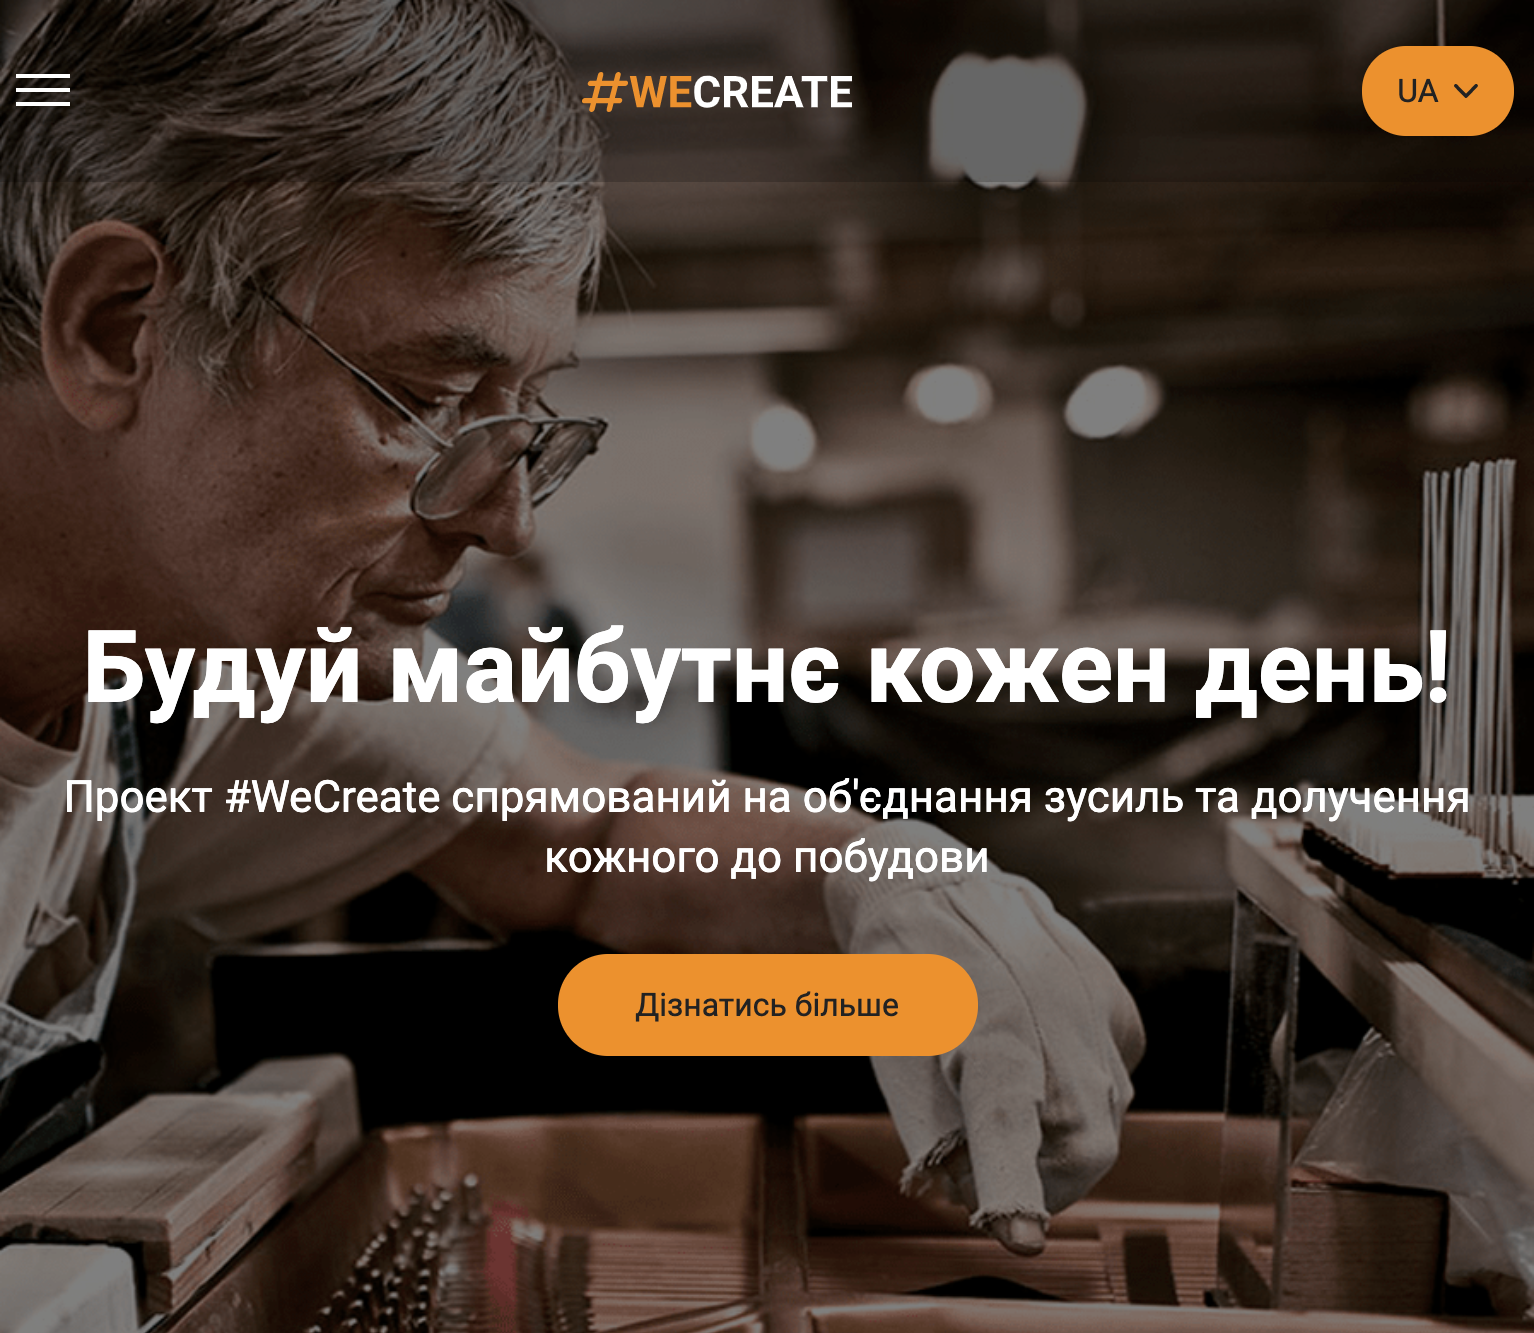 #WECREATE
UA
Будуй майбутнє кожен день!
Проект #WeCreate спрямований на об'єднання зусиль та долучення
кожного до побудови
Дізнатись більше